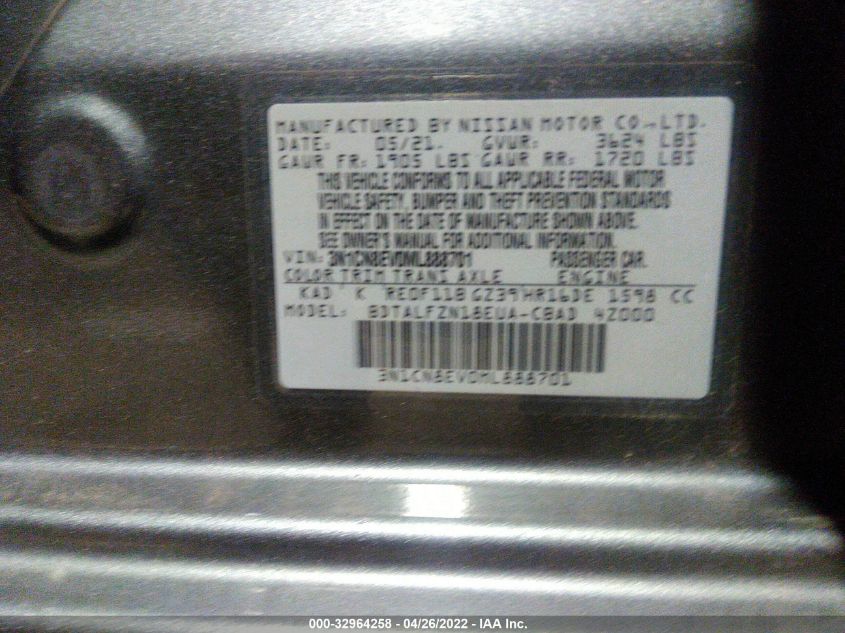 MANUFACTURED BY NISSAN MOTOR CO.,LTD.
DATE: 05/21. GVWR: 3624 LBS
GAWR FR: 1905 LBS GAWR RR: 1720 LBS
THIS VEHICLE CONFORMS TO ALL APPLICABLE FEDERAL MOTOR
VEHICLE SAFETY, BUMPER AND THEFT PREVENTION STANDARDS
IN EFFECT ON THE DATE OF MANUFACTURE SHOWN ABOVE.
SEE OWNER'S MANUAL FOR ADDITIONAL INFORMATION.
VIN: 3N1CN8EV0ML888701 PASSENGER CAR.
COLOR TRIM TRANS AXLE ENGINE
KAD K RE0F11B GZ39 HR16DE 1598 CC
MODEL: BDTALFZN18EUA-CBAD 4Z000
3N1CN8EV0ML888701
000-32964258 - 04/26/2022 - IAA Inc.